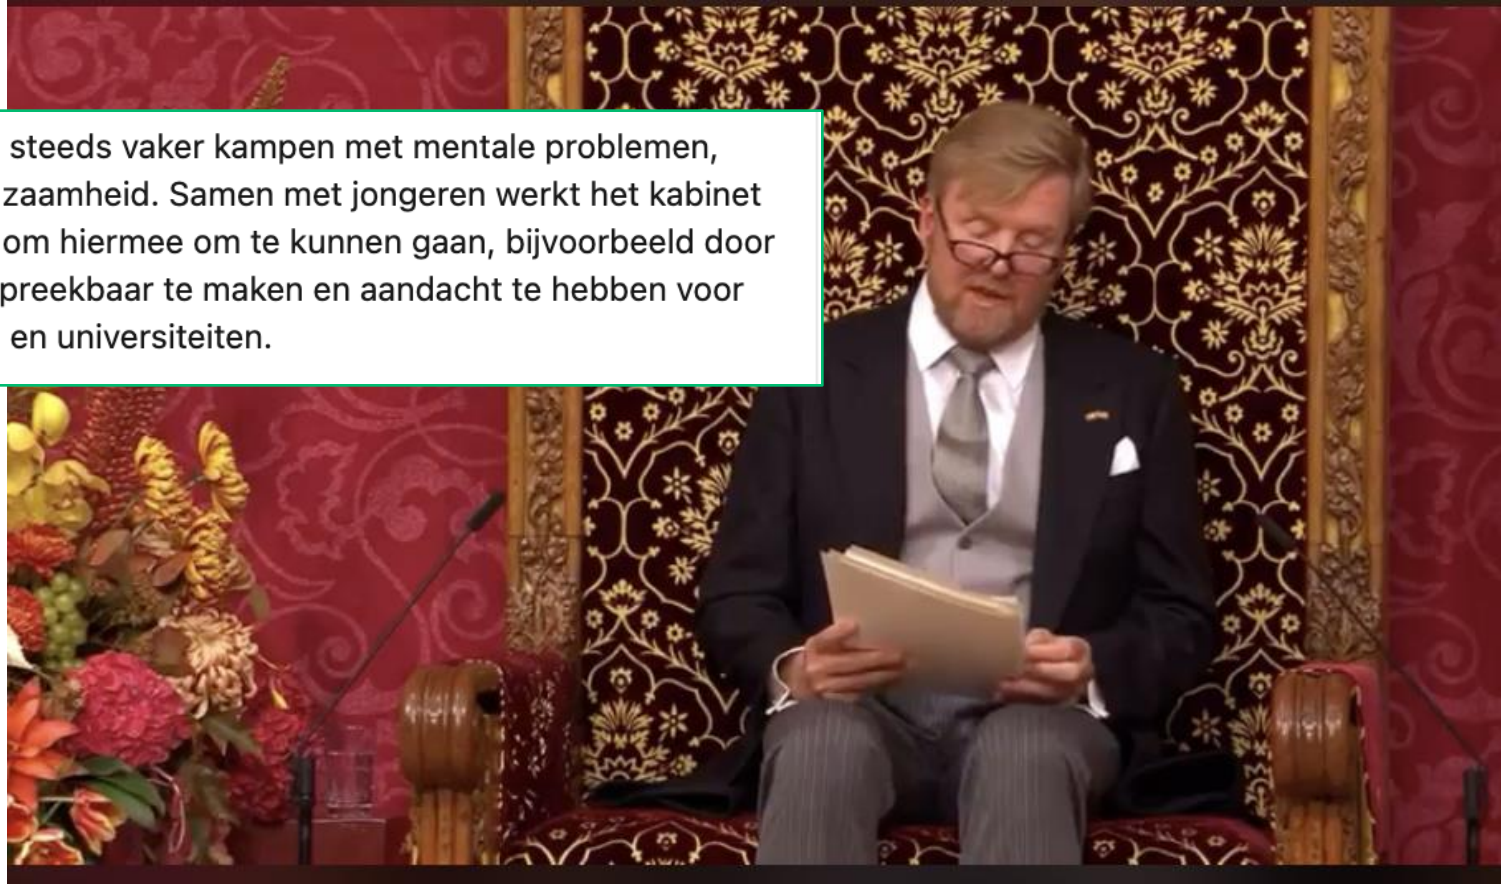 steeds vaker kampen met mentale problemen,
zaamheid. Samen met jongeren werkt het kabinet
om hiermee om te kunnen gaan, bijvoorbeeld door
preekbaar te maken en aandacht te hebben voor
en universiteiten.